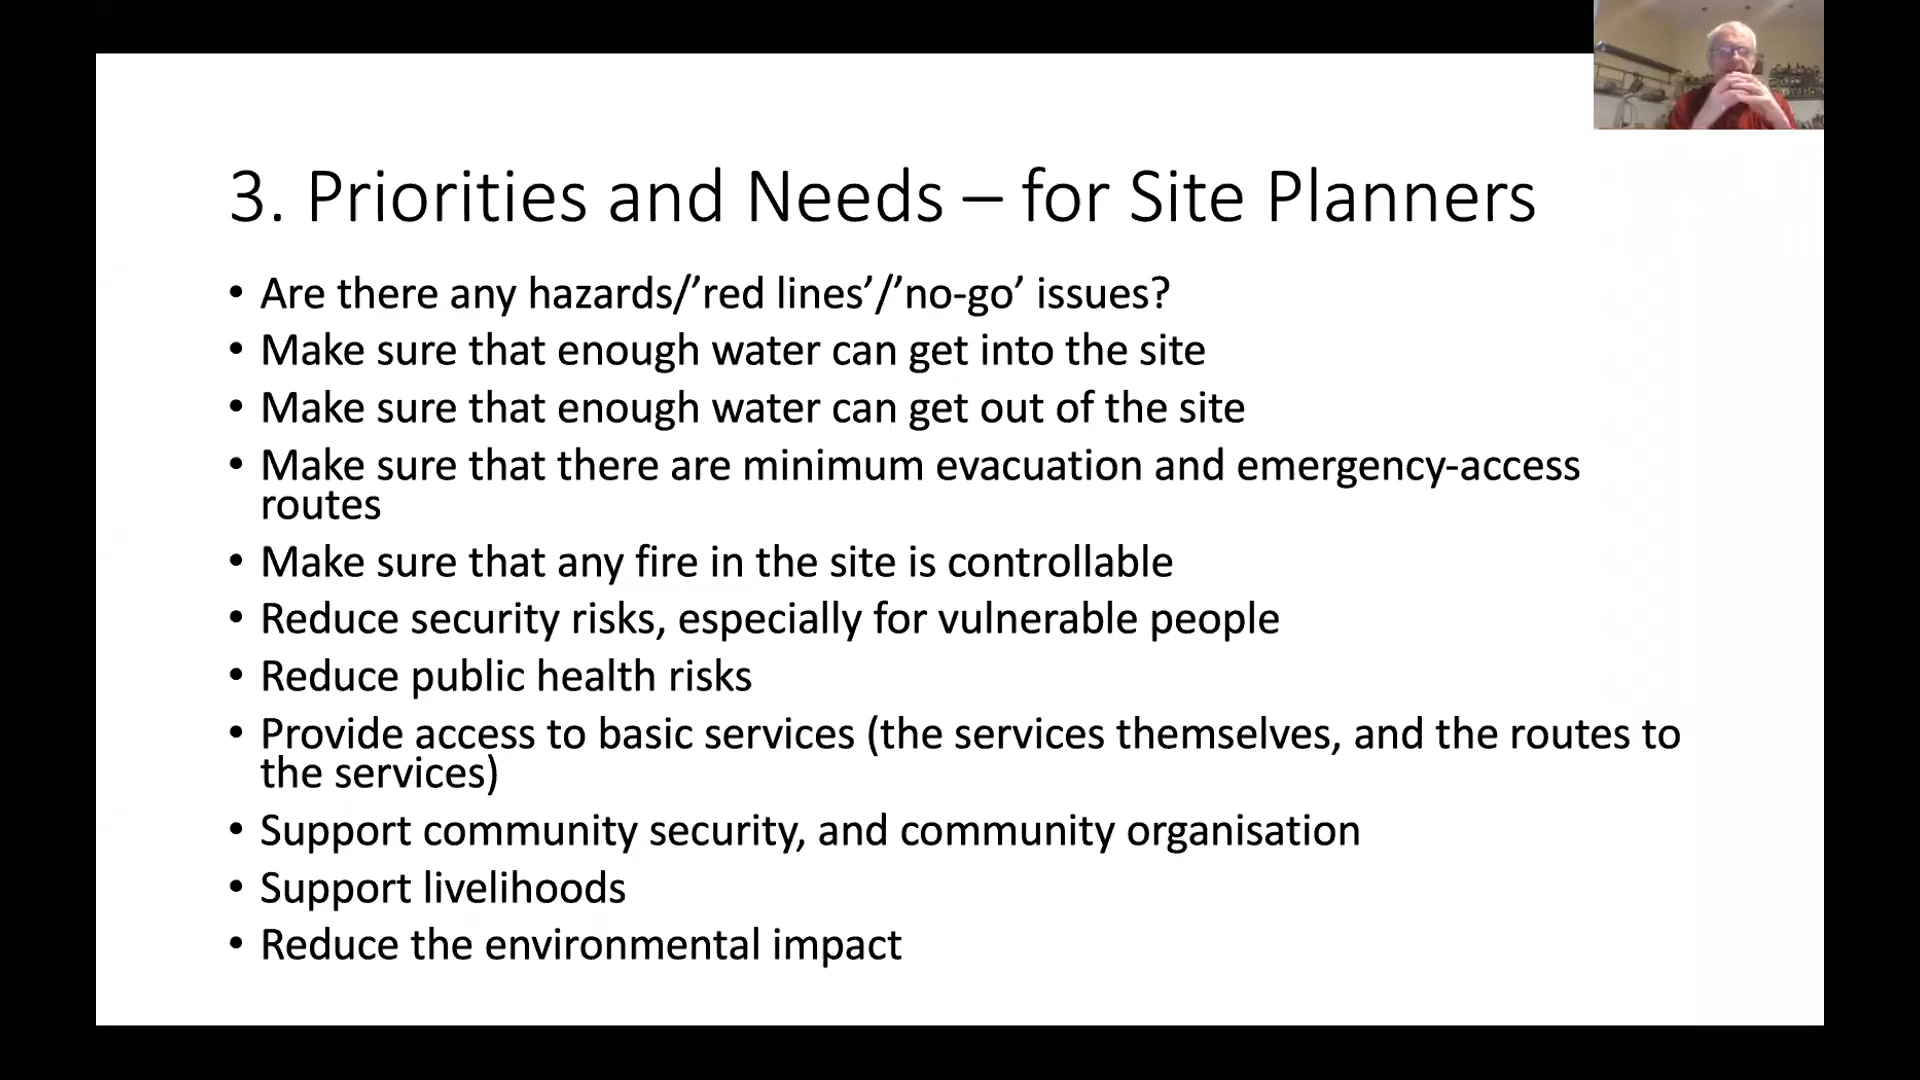 3. Priorities and Needs – for Site Planners
• Are there any hazards/’red lines’/’no-go’ issues?
• Make sure that enough water can get into the site
• Make sure that enough water can get out of the site
• Make sure that there are minimum evacuation and emergency-access
routes
• Make sure that any fire in the site is controllable
• Reduce security risks, especially for vulnerable people
• Reduce public health risks
• Provide access to basic services (the services themselves, and the routes to
the services)
• Support community security, and community organisation
• Support livelihoods
• Reduce the environmental impact